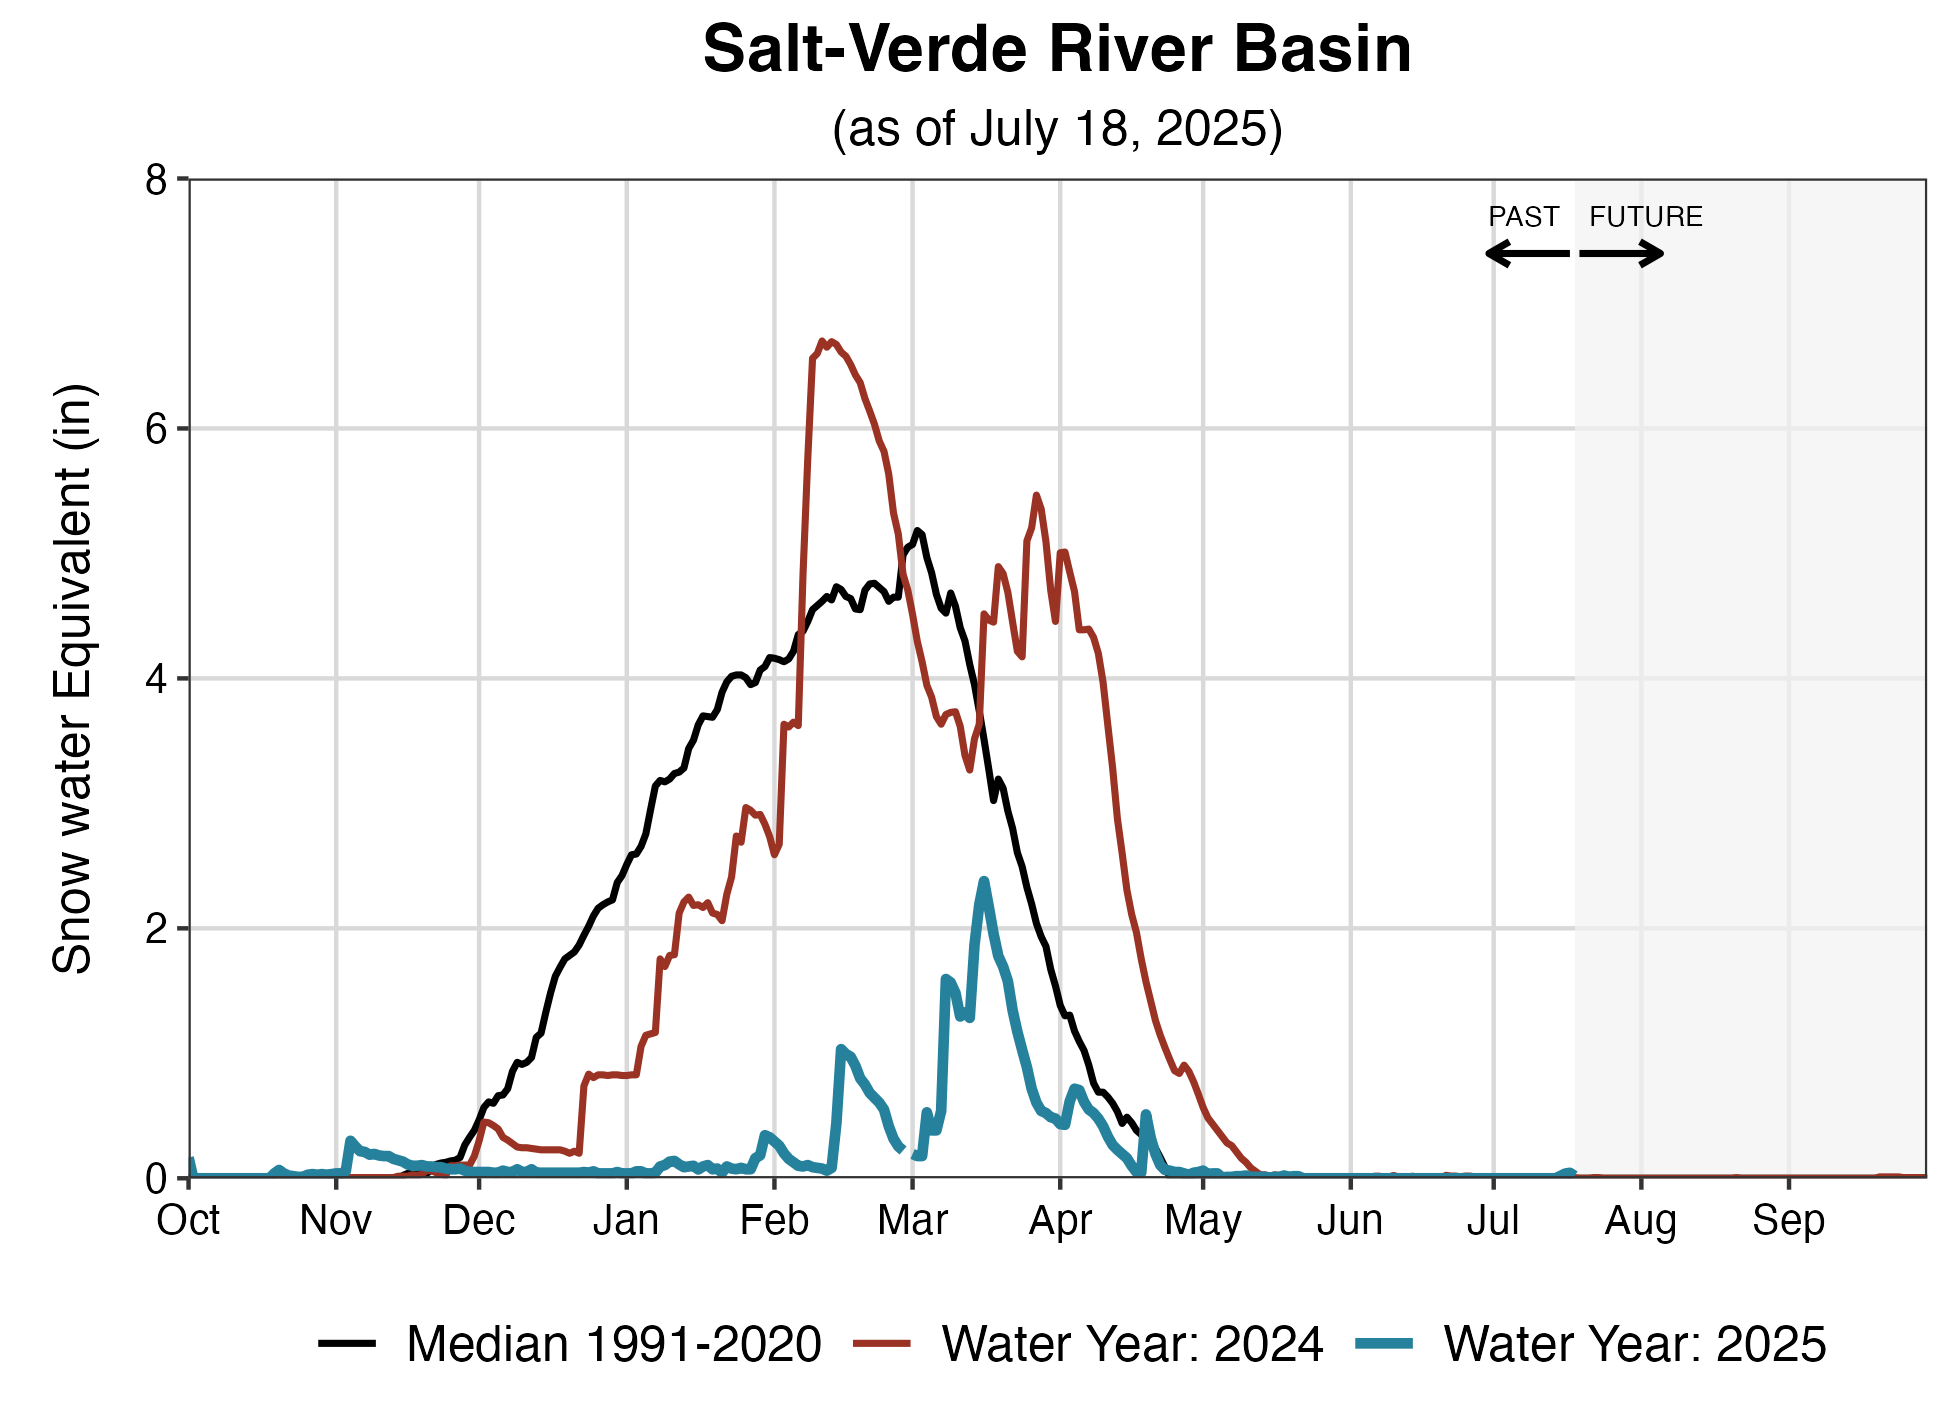 Salt-Verde River Basin
(as of July 18, 2025)
PAST FUTURE
Snow water Equivalent (in)
8
6
4
2
0
Oct Nov Dec Jan Feb Mar Apr May Jun Jul Aug Sep
Median 1991-2020 Water Year: 2024 Water Year: 2025